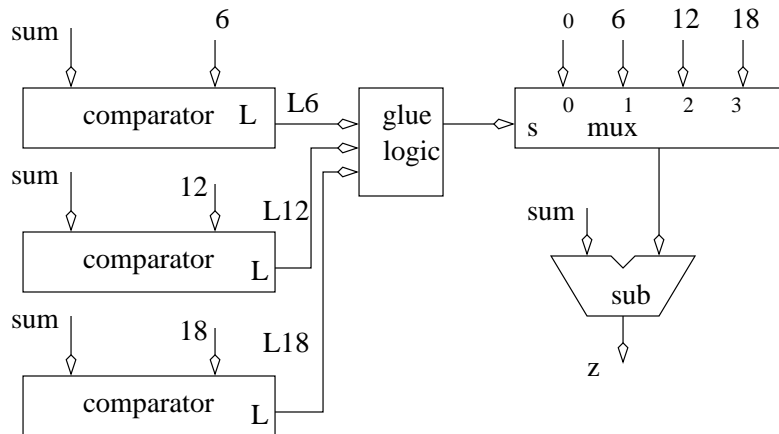 sum 6 0 6 12 18
comparator L L6 glue logic s mux 0 1 2 3
sum 12 L12 sum
comparator L sub
sum 18 L18 z
comparator L